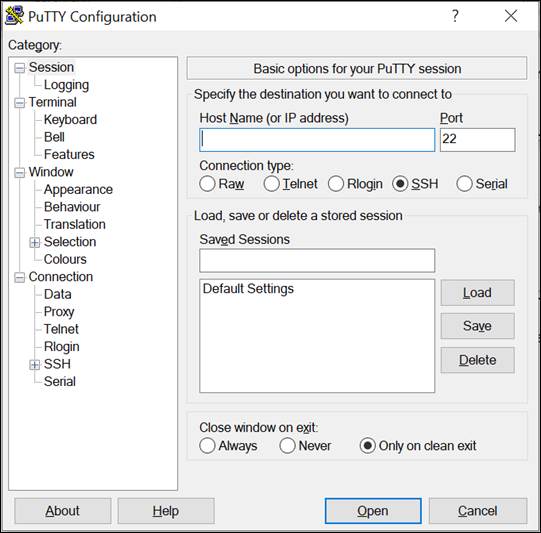 PuTTY Configuration
?
Category:
Session
Logging
Terminal
Keyboard
Bell
Features
Window
Appearance
Behaviour
Translation
Selection
Colours
Connection
Data
Proxy
Telnet
Rlogin
SSH
Serial
Basic options for your PuTTY session
Specify the destination you want to connect to
Host Name (or IP address) Port
22
Connection type:
Raw Telnet Rlogin SSH Serial
Load, save or delete a stored session
Saved Sessions
Default Settings
Load
Save
Delete
Close window on exit:
Always Never Only on clean exit
About Help Open Cancel